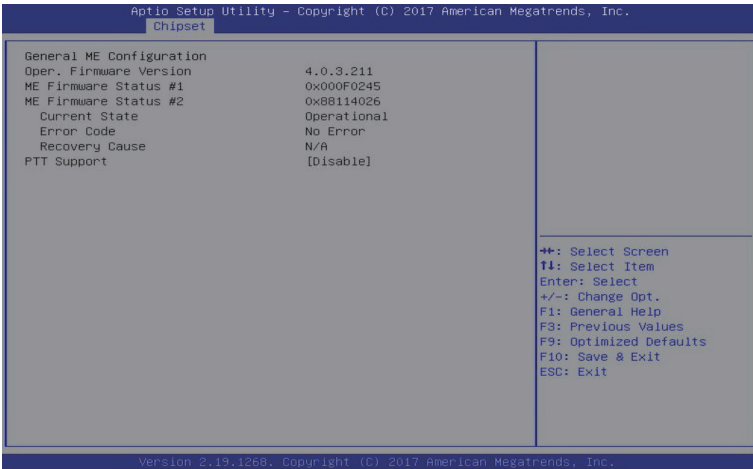 Aptio Setup Utility – Copyright (C) 2017 American Megatrends, Inc.
Chipset
General ME Configuration
Oper. Firmware Version 4.0.3.211
ME Firmware Status #1 0x000F0245
ME Firmware Status #2 0x88114026
Current State Operational
Error Code No Error
Recovery Cause N/A
PTT Support [Disable]
→←: Select Screen
↑↓: Select Item
Enter: Select
+/-: Change Opt.
F1: General Help
F3: Previous Values
F9: Optimized Defaults
F10: Save & Exit
ESC: Exit
Version 2.19.1268. Copyright (C) 2017 American Megatrends, Inc.